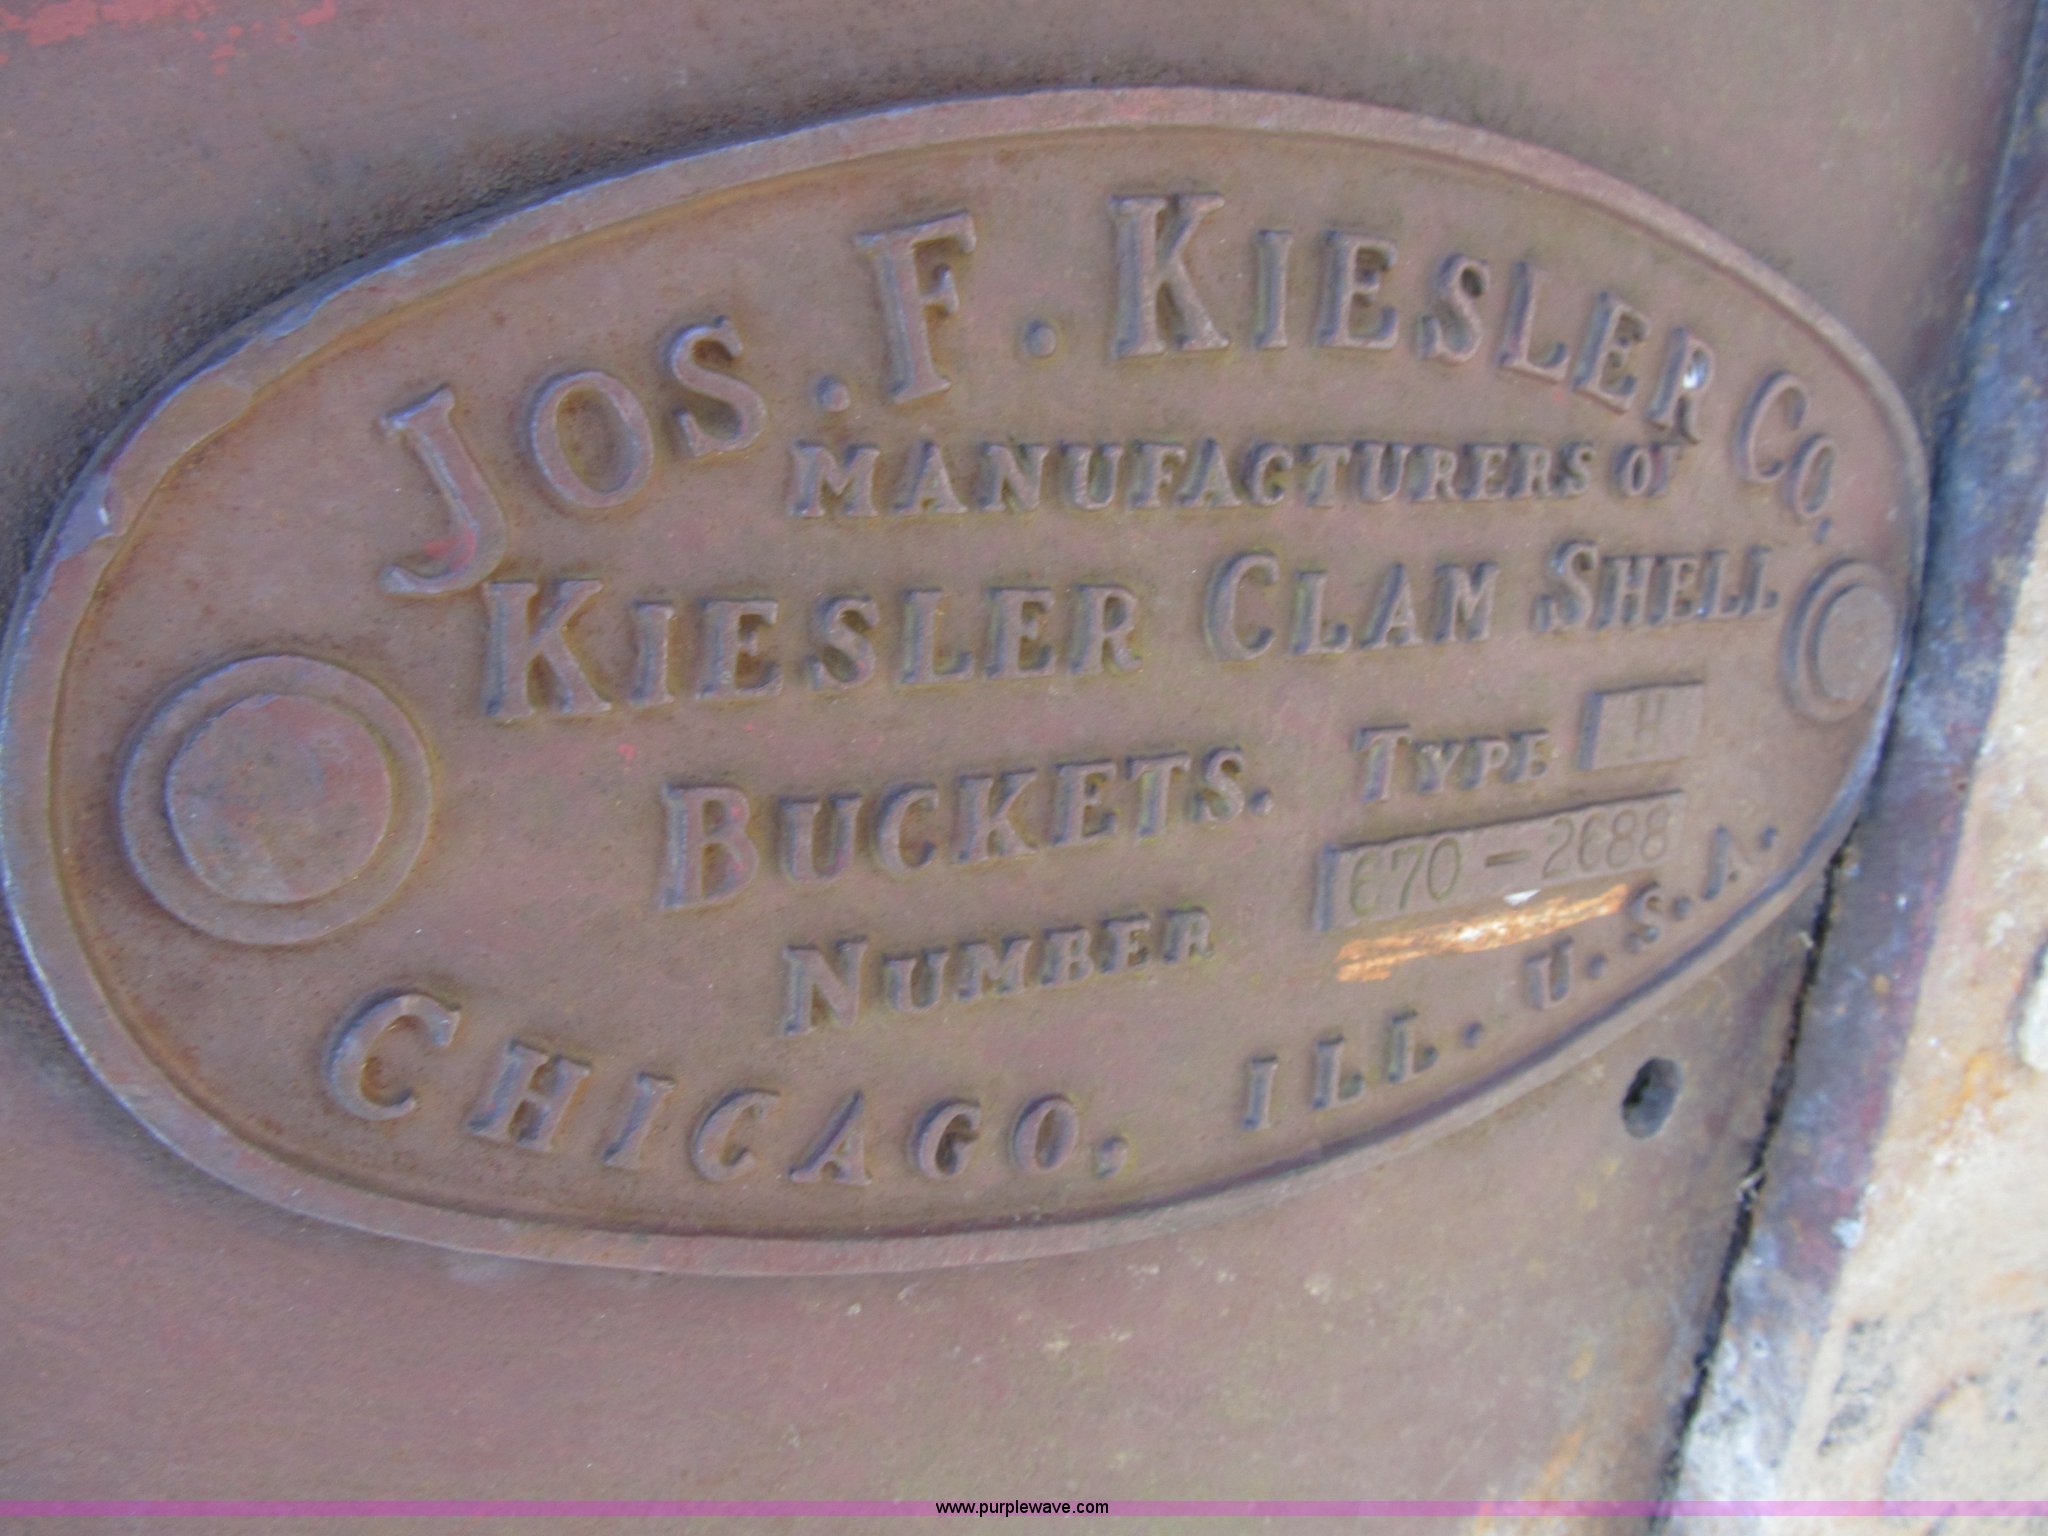 JOS. F. KIESLER CO.
MANUFACTURERS OF
KIESLER CLAM SHELL
BUCKETS. TYPE H
NUMBER 670-2688
CHICAGO, ILL. U.S.A.
www.purplewave.com